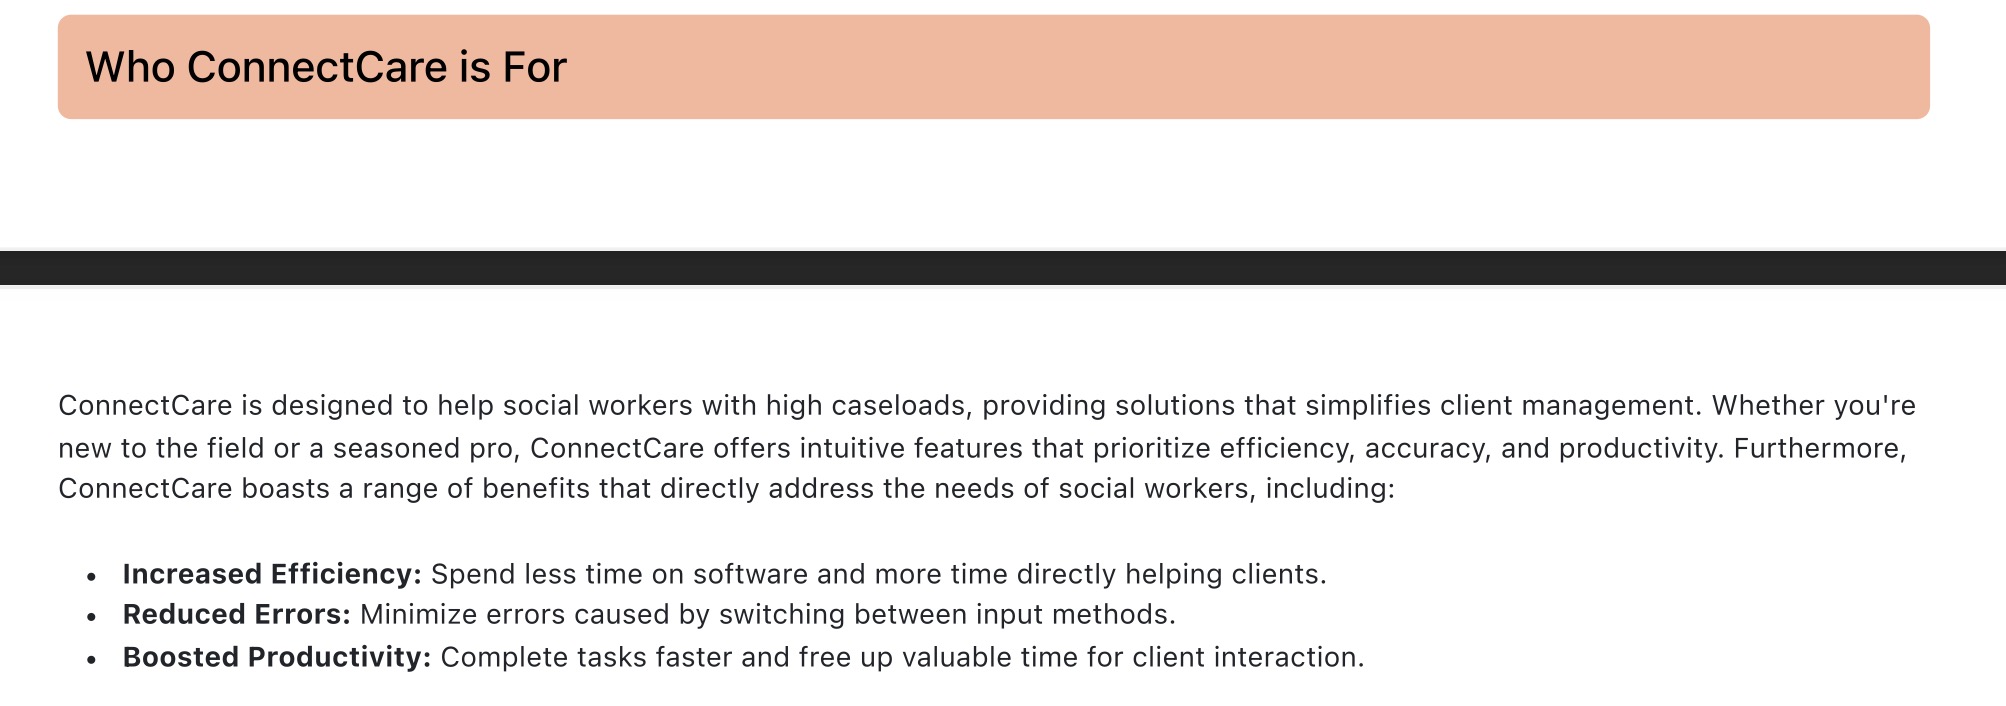 Who ConnectCare is For
ConnectCare is designed to help social workers with high caseloads, providing solutions that simplifies client management. Whether you're
new to the field or a seasoned pro, ConnectCare offers intuitive features that prioritize efficiency, accuracy, and productivity. Furthermore,
ConnectCare boasts a range of benefits that directly address the needs of social workers, including:
• Increased Efficiency: Spend less time on software and more time directly helping clients.
• Reduced Errors: Minimize errors caused by switching between input methods.
• Boosted Productivity: Complete tasks faster and free up valuable time for client interaction.